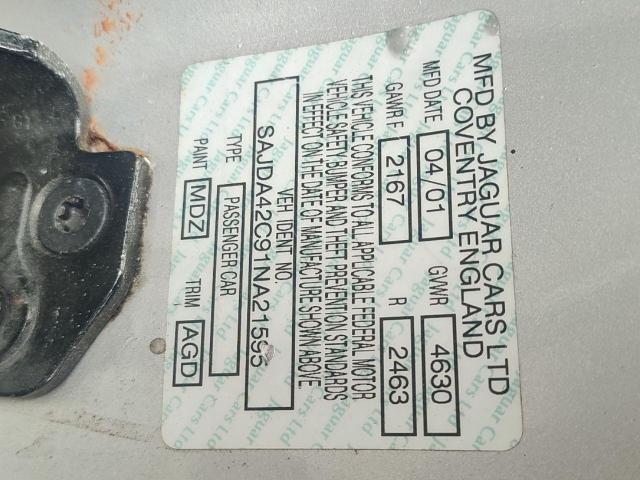 MFD BY JAGUAR CARS LTD
COVENTRY ENGLAND
MFD DATE 04/01 GVWR 4630
GAWR F 2167 R 2463
THIS VEHICLE CONFORMS TO ALL APPLICABLE FEDERAL MOTOR
VEHICLE SAFETY, BUMPER AND THEFT PREVENTION STANDARDS
IN EFFECT ON THE DATE OF MANUFACTURE SHOWN ABOVE
VEH IDENT NO.
SAJDA42C91NA21595
TYPE PASSENGER CAR
PAINT MDZ TRIM AGD